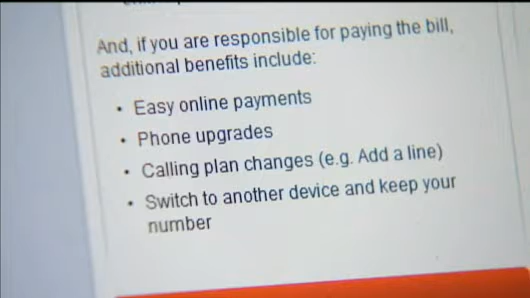 And, if you are responsible for paying the bill,
additional benefits include:
• Easy online payments
• Phone upgrades
• Calling plan changes (e.g. Add a line)
• Switch to another device and keep your
number